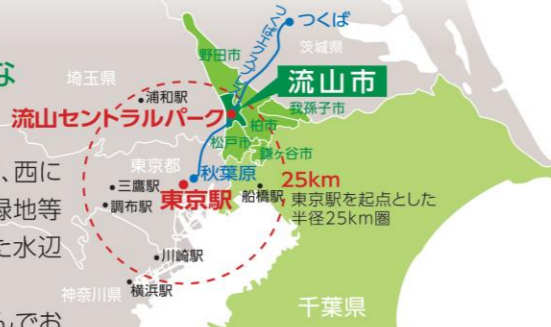 な
、西に
緑地等
た水辺
んでお
つくば
つくばエクスプレス
茨城県
野田市
埼玉県
流山市
浦和駅
我孫子市
流山セントラルパーク
柏市
松戸市
鎌ヶ谷市
東京都
秋葉原
25km
三鷹駅
東京駅
船橋駅
東京駅を起点とした
半径25km圏
調布駅
川崎駅
神奈川県
横浜駅
千葉県